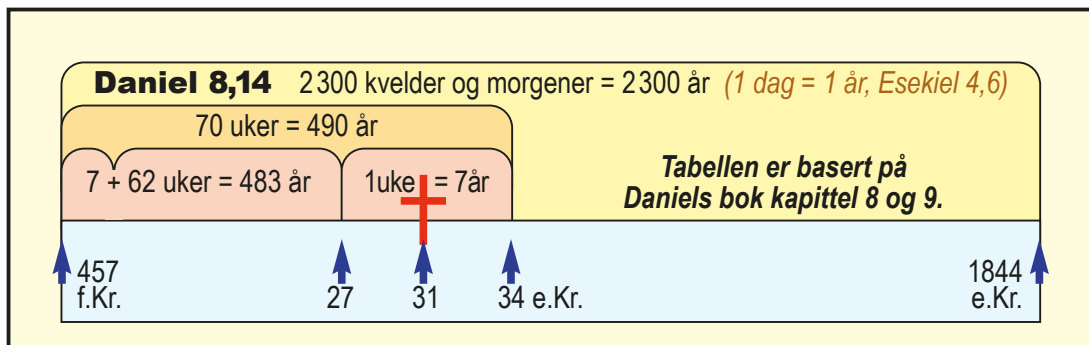 Daniel 8,14 2300 kvelder og morgener = 2300 år (1 dag = 1 år, Esekiel 4,6)
70 uker = 490 år
7 + 62 uker = 483 år
1uke = 7år
Tabellen er basert på
Daniels bok kapittel 8 og 9.
457
f.Kr.
27
31
34 e.Kr.
1844
e.Kr.